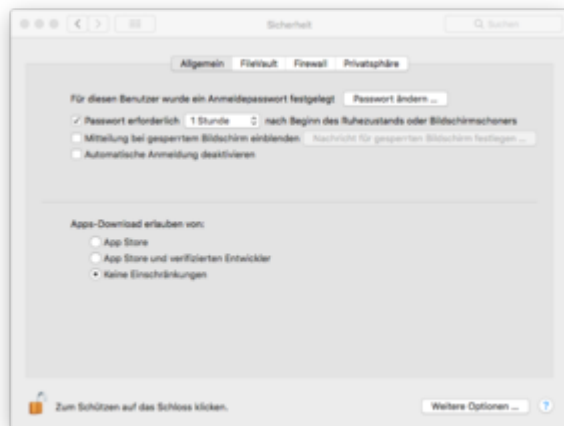 Sicherheit
Suchen
Allgemein FileVault Firewall Privatsphäre
Für diesen Benutzer wurde ein Anmeldepasswort festgelegt Passwort ändern ...
Passwort erforderlich 1 Stunde nach Beginn des Ruhezustands oder Bildschirmschoners
Mitteilung bei gesperrtem Bildschirm einblenden Nachricht für gesperrten Bildschirm festlegen ...
Automatische Anmeldung deaktivieren
Apps-Download erlauben von:
App Store
App Store und verifizierten Entwickler
Keine Einschränkungen
Zum Schützen auf das Schloss klicken. Weitere Optionen ... ?